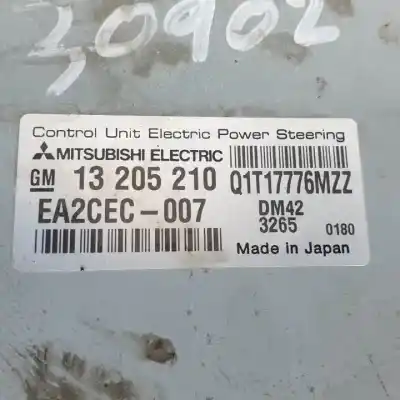 30902
Control Unit Electric Power Steering
MITSUBISHI ELECTRIC
GM 13 205 210 Q1T17776MZZ
EA2CEC-007 DM42
3265 0180
Made in Japan